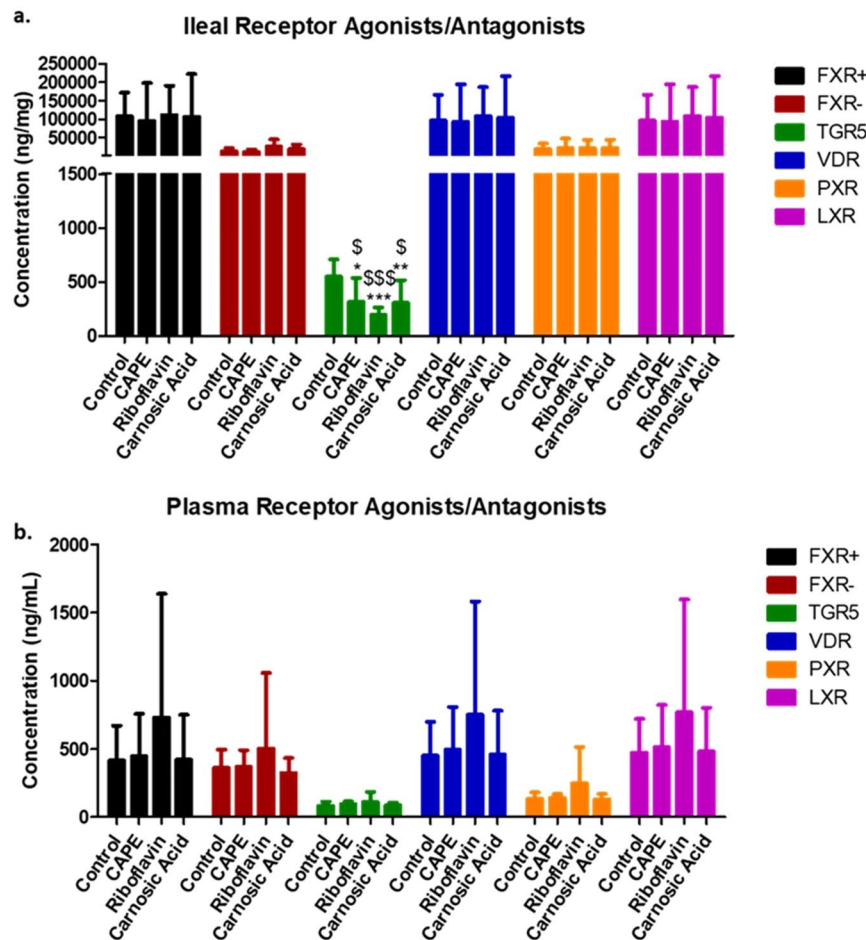 a.
Ileal Receptor Agonists/Antagonists
Concentration (ng/mg)
250000
200000
150000
100000
50000
1500
1000
500
0
$
*
$$$
***
$
**
Control
CAPE
Riboflavin
Carnosic Acid
Control
CAPE
Riboflavin
Carnosic Acid
Control
CAPE
Riboflavin
Carnosic Acid
Control
CAPE
Riboflavin
Carnosic Acid
Control
CAPE
Riboflavin
Carnosic Acid
Control
CAPE
Riboflavin
Carnosic Acid
FXR+
FXR-
TGR5
VDR
PXR
LXR
b.
Plasma Receptor Agonists/Antagonists
Concentration (ng/mL)
2000
1500
1000
500
0
Control
CAPE
Riboflavin
Carnosic Acid
Control
CAPE
Riboflavin
Carnosic Acid
Control
CAPE
Riboflavin
Carnosic Acid
Control
CAPE
Riboflavin
Carnosic Acid
Control
CAPE
Riboflavin
Carnosic Acid
Control
CAPE
Riboflavin
Carnosic Acid
FXR+
FXR-
TGR5
VDR
PXR
LXR